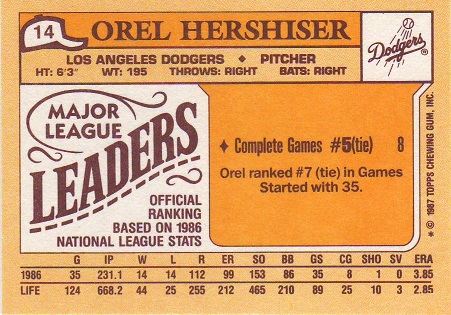 14 OREL HERSHISER
LOS ANGELES DODGERS ♦ PITCHER
HT: 6'3" WT: 195 THROWS: RIGHT BATS: RIGHT
Dodgers
MAJOR
LEAGUE
LEADERS
OFFICIAL
RANKING
BASED ON 1986
NATIONAL LEAGUE STATS
♦ Complete Games #5(tie) 8
Orel ranked #7 (tie) in Games
Started with 35.
* © 1987 TOPPS CHEWING GUM, INC.
G IP W L R ER SO BB GS CG SHO SV ERA
1986 35 231.1 14 14 112 99 153 86 35 8 1 0 3.85
LIFE 124 668.2 44 25 255 212 465 210 89 25 10 3 2.85